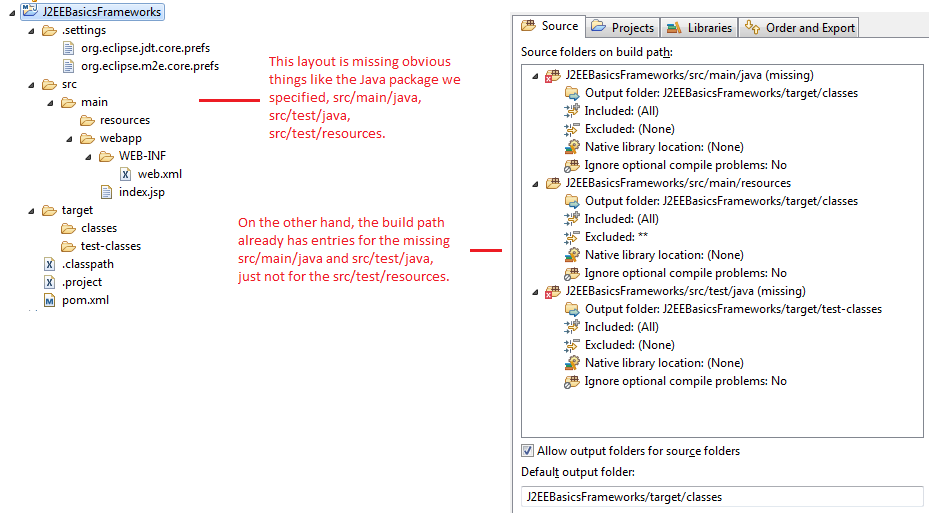 J2EEBasicsFrameworks
.settings
org.eclipse.jdt.core.prefs
org.eclipse.m2e.core.prefs
src
main
resources
webapp
WEB-INF
web.xml
index.jsp
target
classes
test-classes
.classpath
.project
pom.xml
This layout is missing obvious
things like the Java package we
specified, src/main/java,
src/test/java,
src/test/resources.
On the other hand, the build path
already has entries for the missing
src/main/java and src/test/java,
just not for the src/test/resources.
Source Projects Libraries Order and Export
Source folders on build path:
J2EEBasicsFrameworks/src/main/java (missing)
Output folder: J2EEBasicsFrameworks/target/classes
Included: (All)
Excluded: (None)
Native library location: (None)
Ignore optional compile problems: No
J2EEBasicsFrameworks/src/main/resources
Output folder: J2EEBasicsFrameworks/target/classes
Included: (All)
Excluded: **
Native library location: (None)
Ignore optional compile problems: No
J2EEBasicsFrameworks/src/test/java (missing)
Output folder: J2EEBasicsFrameworks/target/test-classes
Included: (All)
Excluded: (None)
Native library location: (None)
Ignore optional compile problems: No
Allow output folders for source folders
Default output folder:
J2EEBasicsFrameworks/target/classes